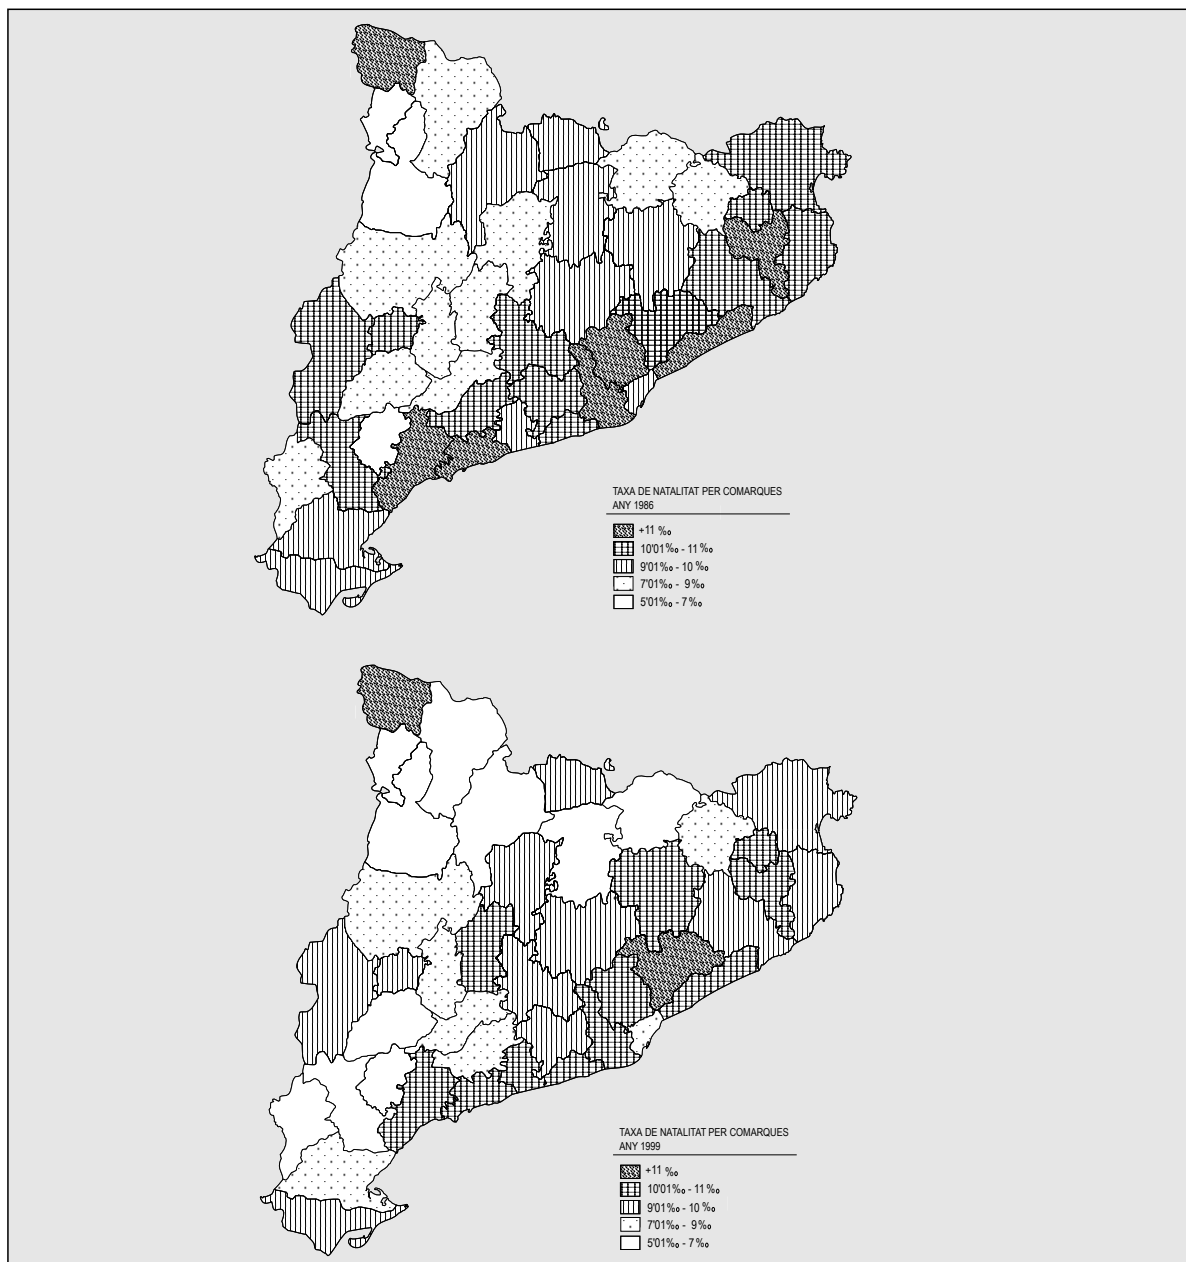 TAXA DE NATALITAT PER COMARQUES
ANY 1986
+11 ‰
10'01‰ - 11 ‰
9'01‰ - 10 ‰
7'01‰ - 9‰
5'01‰ - 7 ‰
TAXA DE NATALITAT PER COMARQUES
ANY 1999
+11 ‰
10'01‰ - 11 ‰
9'01‰ - 10 ‰
7'01‰ - 9‰
5'01‰ - 7 ‰